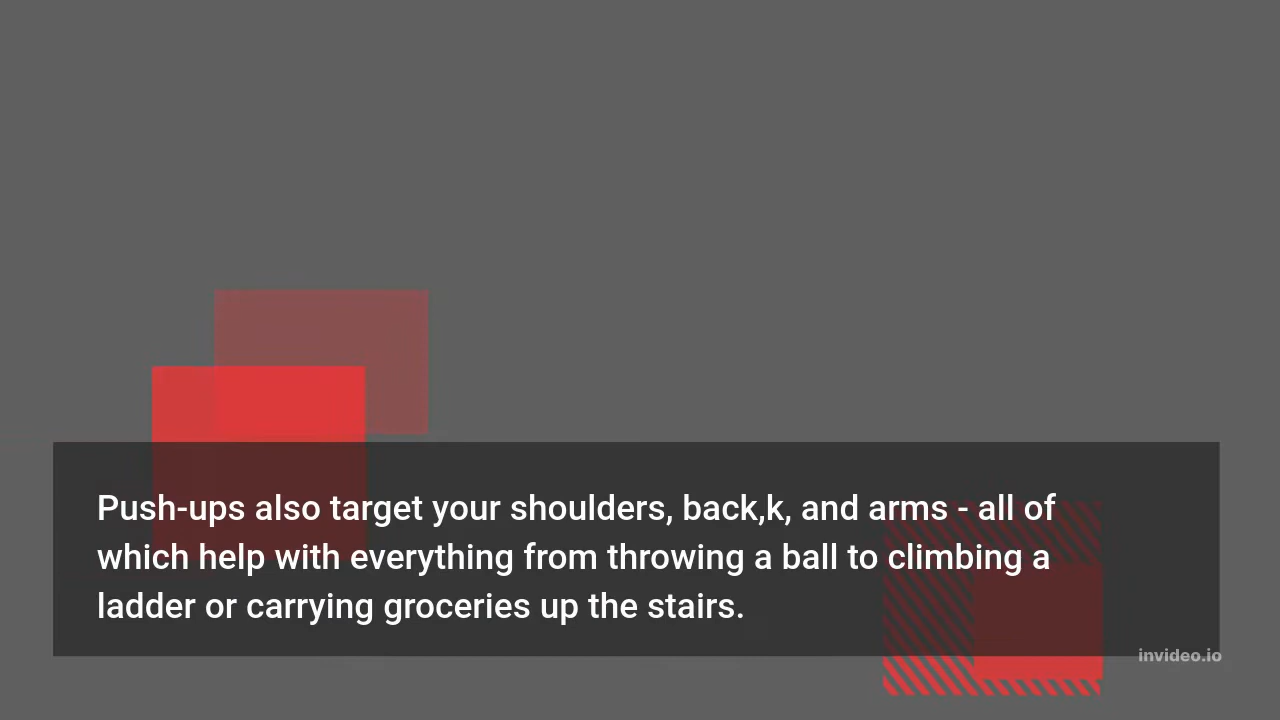 Push-ups also target your shoulders, back,k, and arms - all of
which help with everything from throwing a ball to climbing a
ladder or carrying groceries up the stairs.
invideo.io